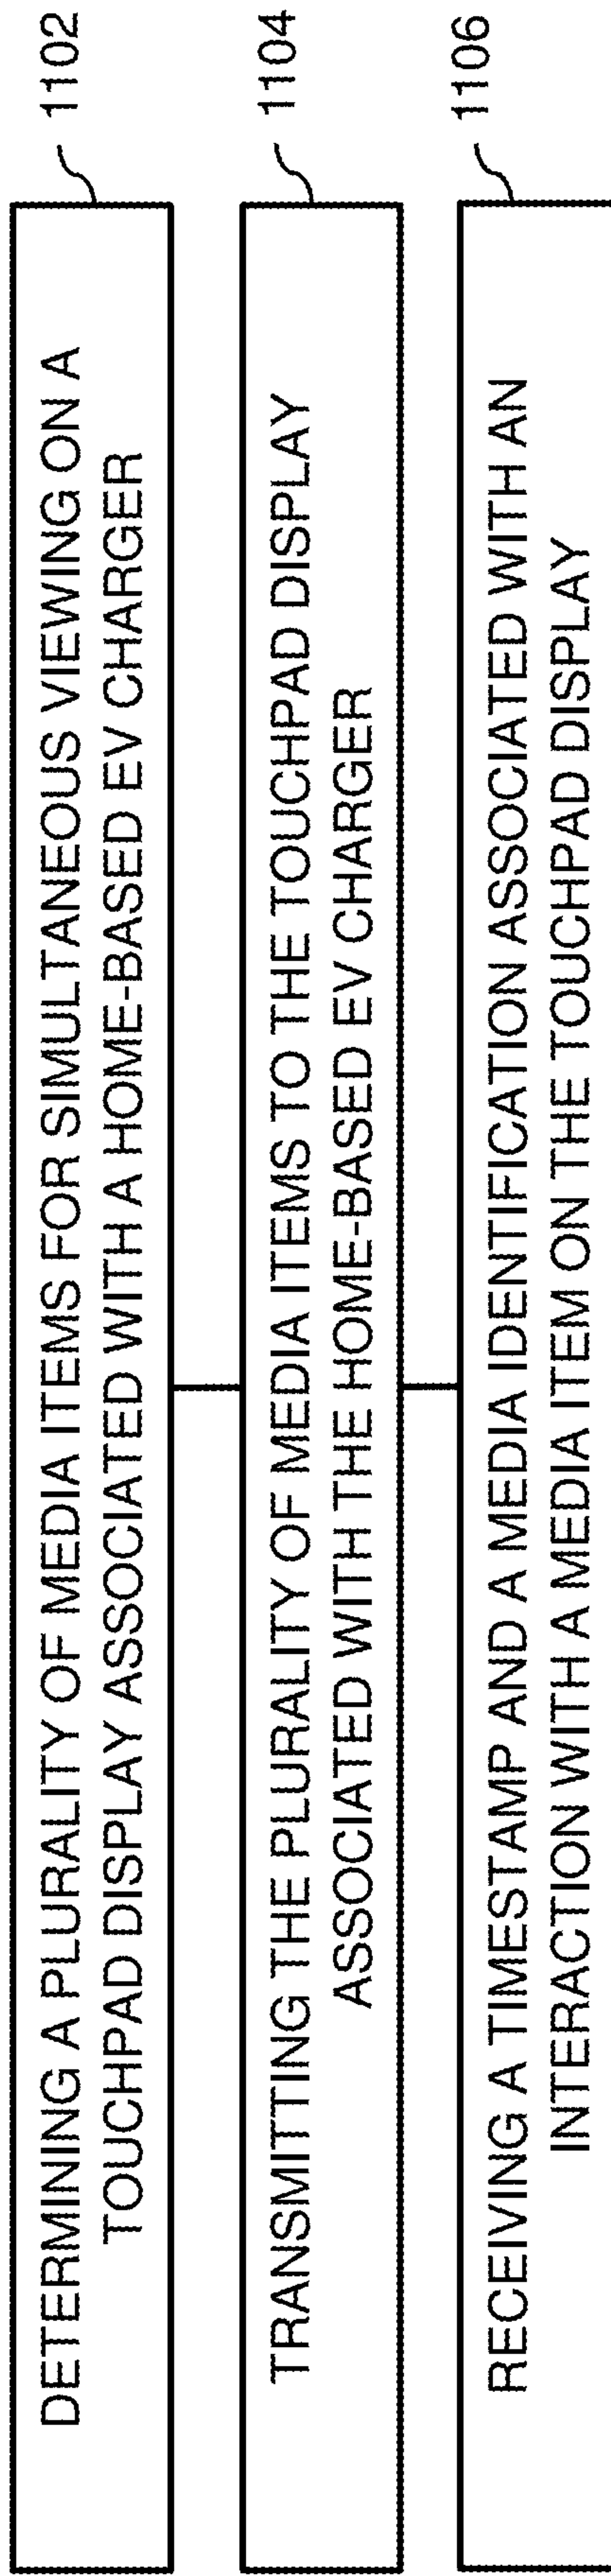 DETERMINING A PLURALITY OF MEDIA ITEMS FOR SIMULTANEOUS VIEWING ON A
TOUCHPAD DISPLAY ASSOCIATED WITH A HOME-BASED EV CHARGER
1102
TRANSMITTING THE PLURALITY OF MEDIA ITEMS TO THE TOUCHPAD DISPLAY
ASSOCIATED WITH THE HOME-BASED EV CHARGER
1104
RECEIVING A TIMESTAMP AND A MEDIA IDENTIFICATION ASSOCIATED WITH AN
INTERACTION WITH A MEDIA ITEM ON THE TOUCHPAD DISPLAY
1106